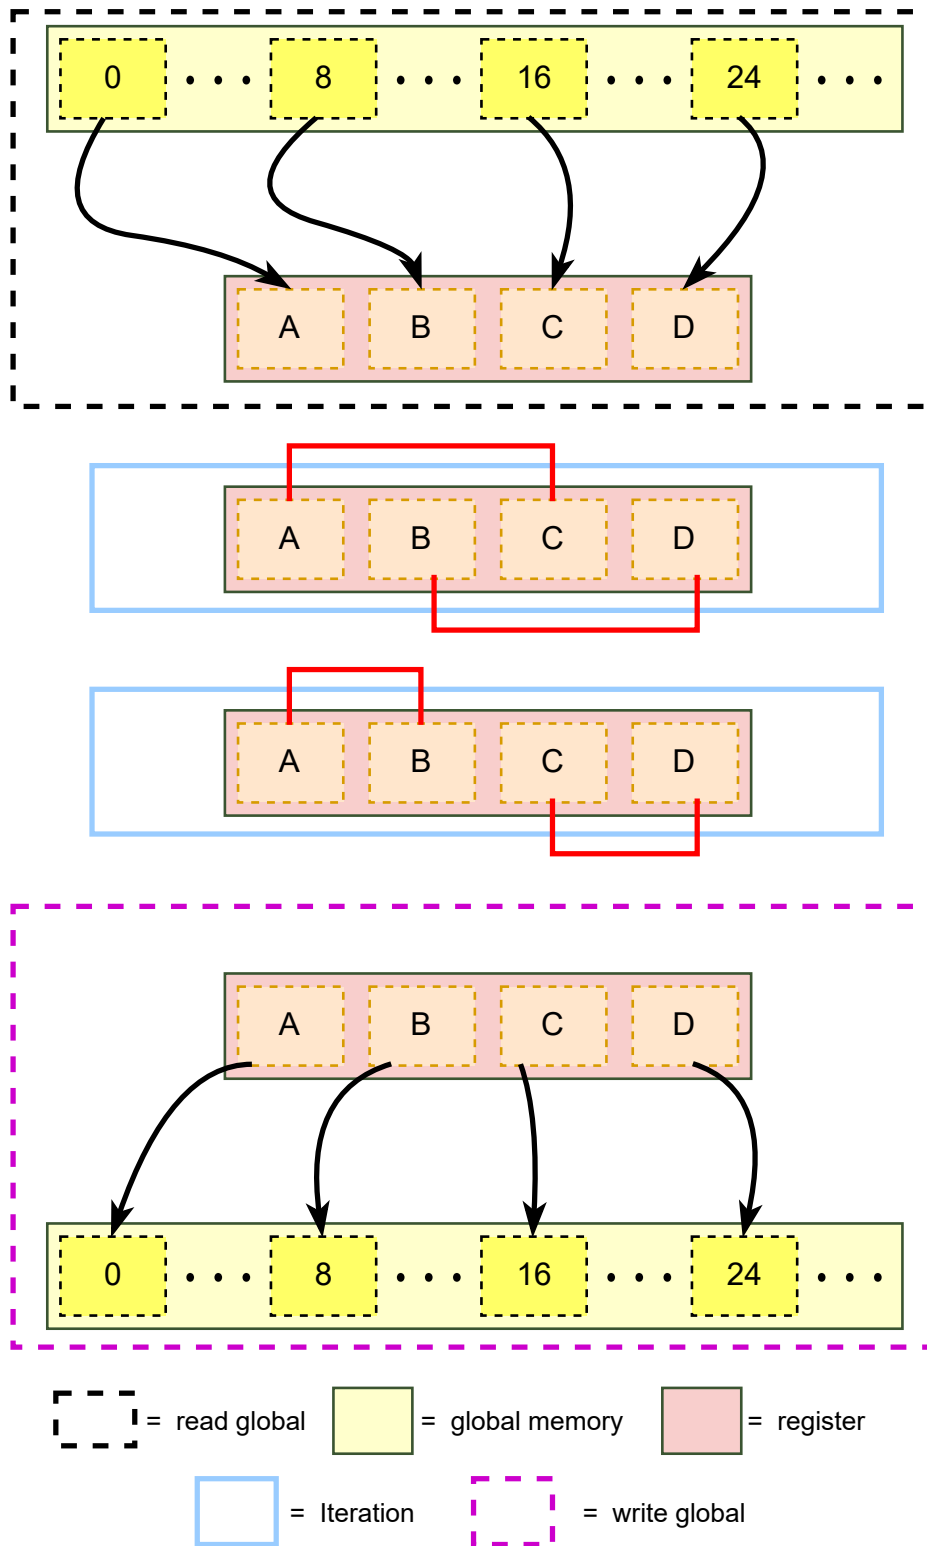 0 • • • 8 • • • 16 • • • 24 • • •
A B C D
A B C D
A B C D
A B C D
0 • • • 8 • • • 16 • • • 24 • • •
= read global = global memory = register
= Iteration = write global